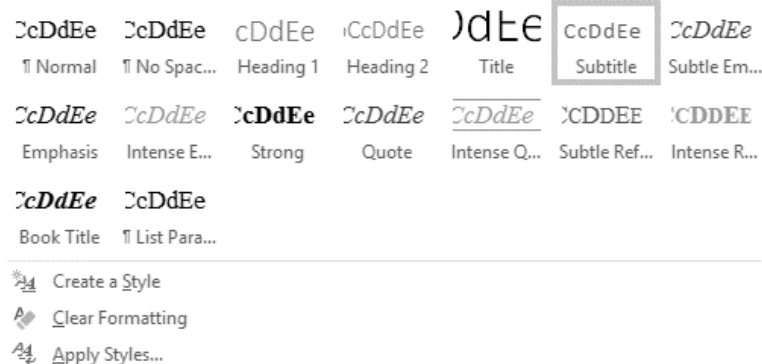 CcDdEe CcDdEe cDdEe CcDdEe dEe CcDdEe CcDdEe
¶ Normal ¶ No Spac... Heading 1 Heading 2 Title Subtitle Subtle Em...
CcDdEe CcDdEe CcDdEe CcDdEe CcDdEe CCDDEE CCDDEE
Emphasis Intense E... Strong Quote Intense Q... Subtle Ref... Intense R...
CcDdEe CcDdEe
Book Title ¶ List Para...
Create a Style
Clear Formatting
Apply Styles...